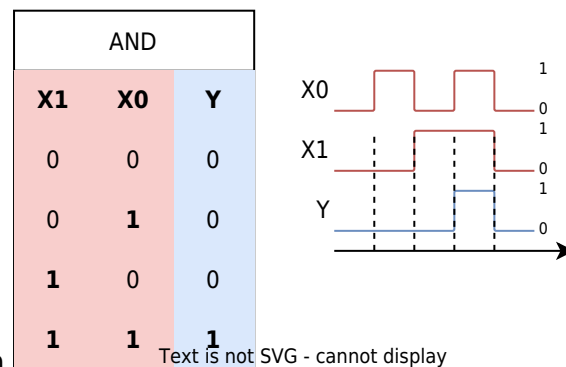 AND
X1 X0 Y
0 0 0
0 1 0
1 0 0
1 1 1
X0 1
0
X1 1
0
Y 1
0
Text is not SVG - cannot display